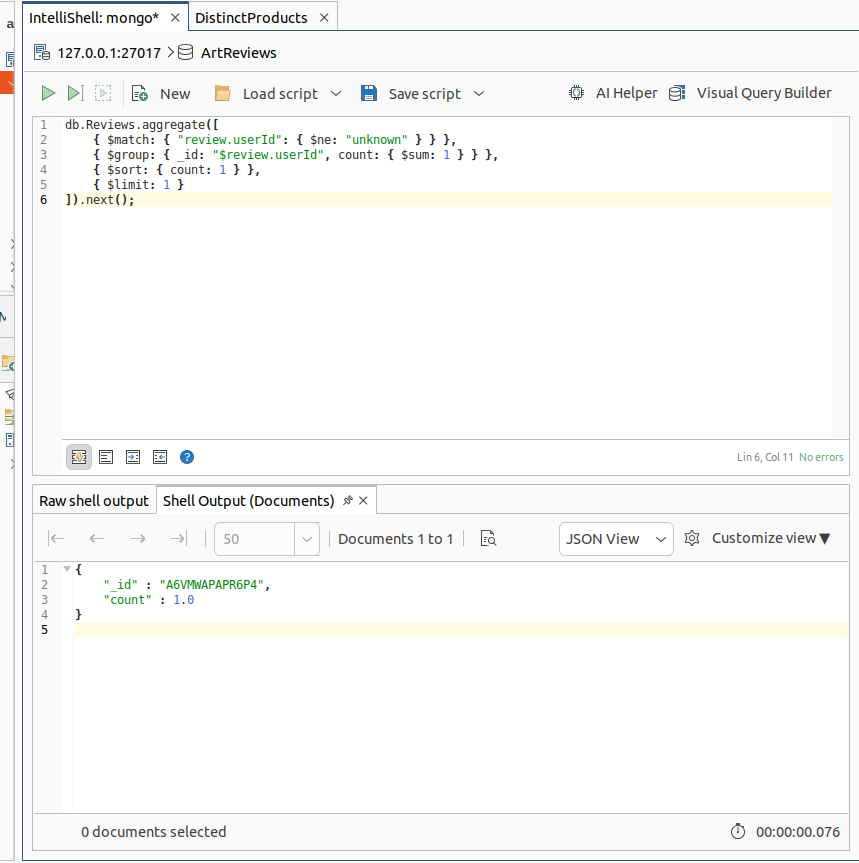 IntelliShell: mongo* × DistinctProducts ×
127.0.0.1:27017 > ArtReviews
New Load script Save script AI Helper Visual Query Builder
1 db.Reviews.aggregate([
2 { $match: { "review.userId": { $ne: "unknown" } } },
3 { $group: { _id: "$review.userId", count: { $sum: 1 } } },
4 { $sort: { count: 1 } },
5 { $limit: 1 }
6 ]).next();
Lin 6, Col 11 No errors
Raw shell output Shell Output (Documents) ×
50 Documents 1 to 1 JSON View Customize view▼
1 {
2 "_id" : "A6VMWAPAPR6P4",
3 "count" : 1.0
4 }
5
0 documents selected 00:00:00.076